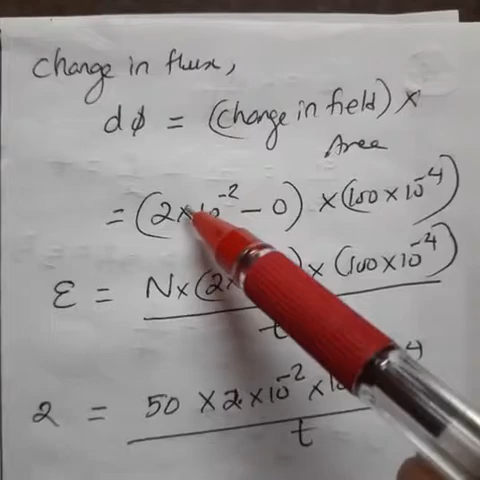 Change in flux,
dϕ = (Change in field) ×
Area
= (2×10⁻² − 0) × (100 × 10⁻⁴)
ε = N×(2 ) × (100×10⁻⁴)
t
2 = 50 × 2×10⁻² × 4
t